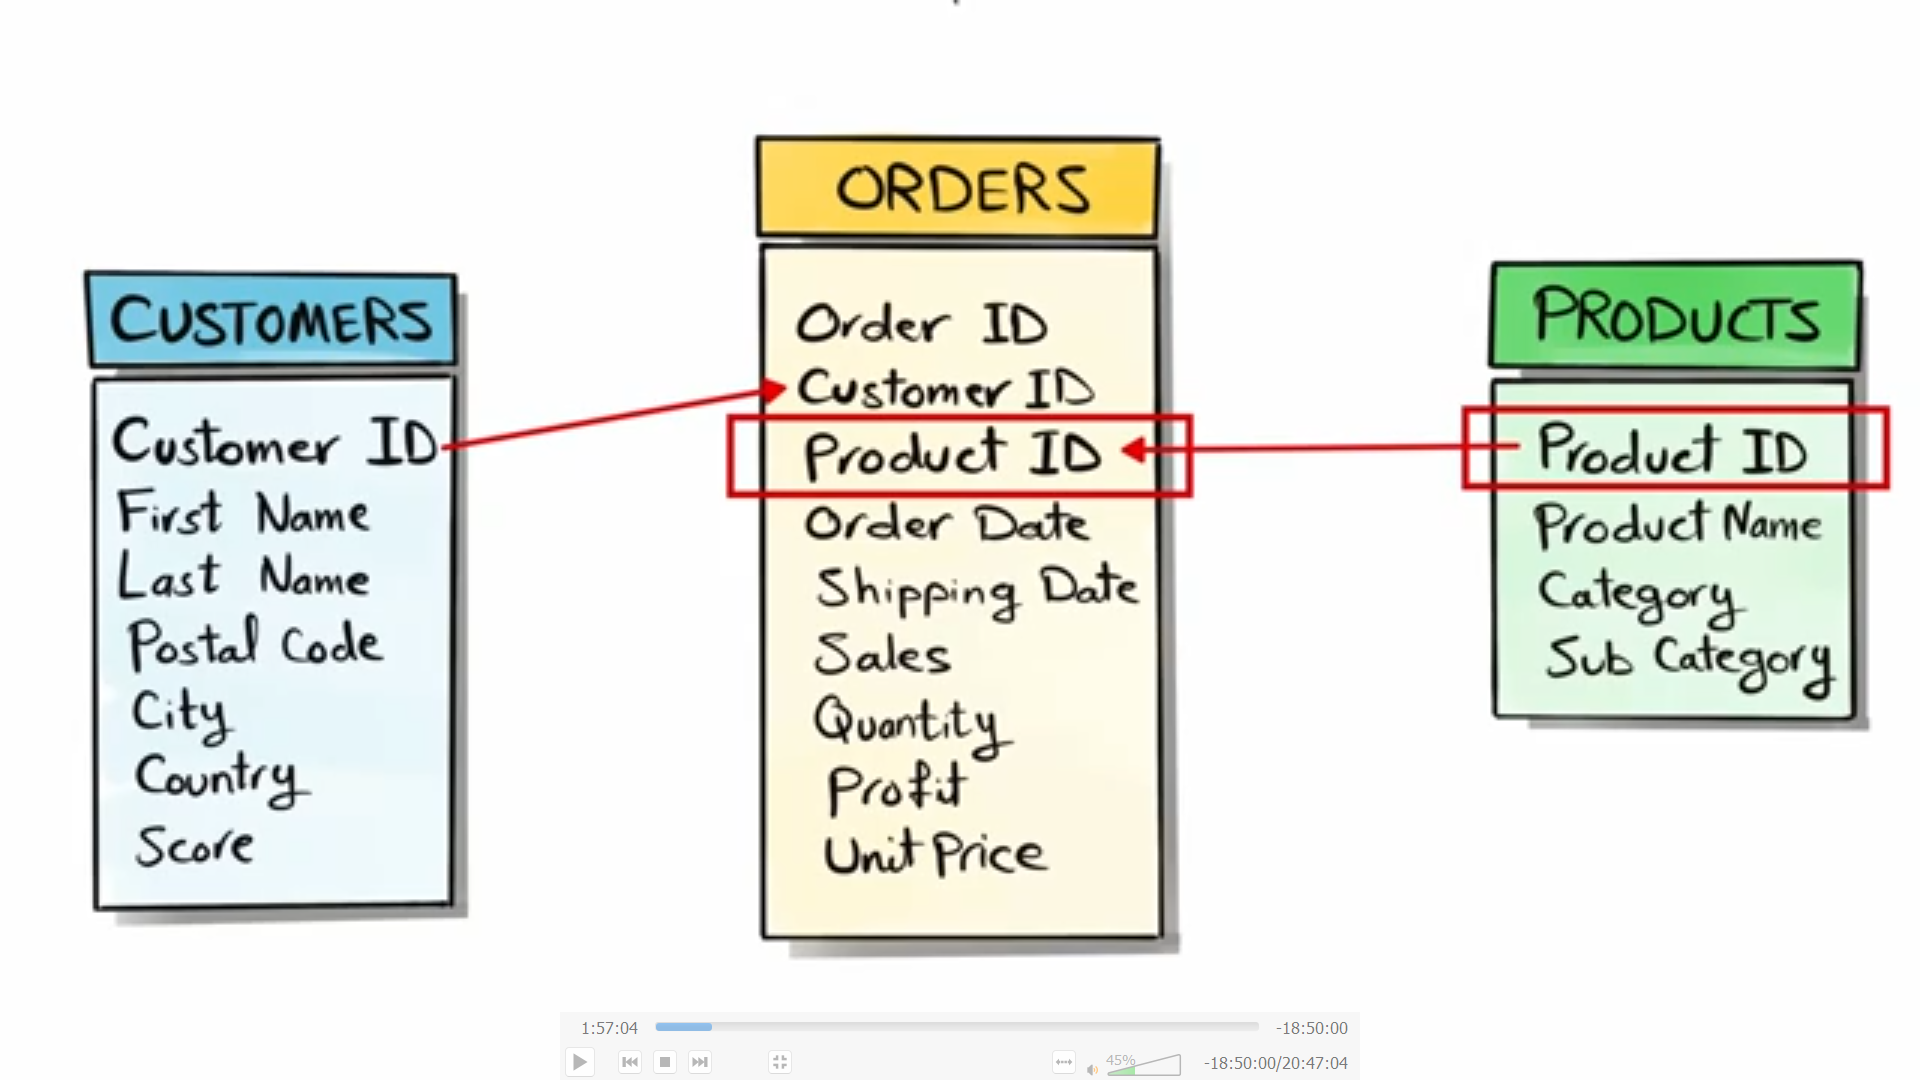 CUSTOMERS
Customer ID
First Name
Last Name
Postal Code
City
Country
Score
ORDERS
Order ID
Customer ID
Product ID
Order Date
Shipping Date
Sales
Quantity
Profit
Unit Price
PRODUCTS
Product ID
Product Name
Category
Sub Category
1:57:04
-18:50:00
45%
-18:50:00/20:47:04